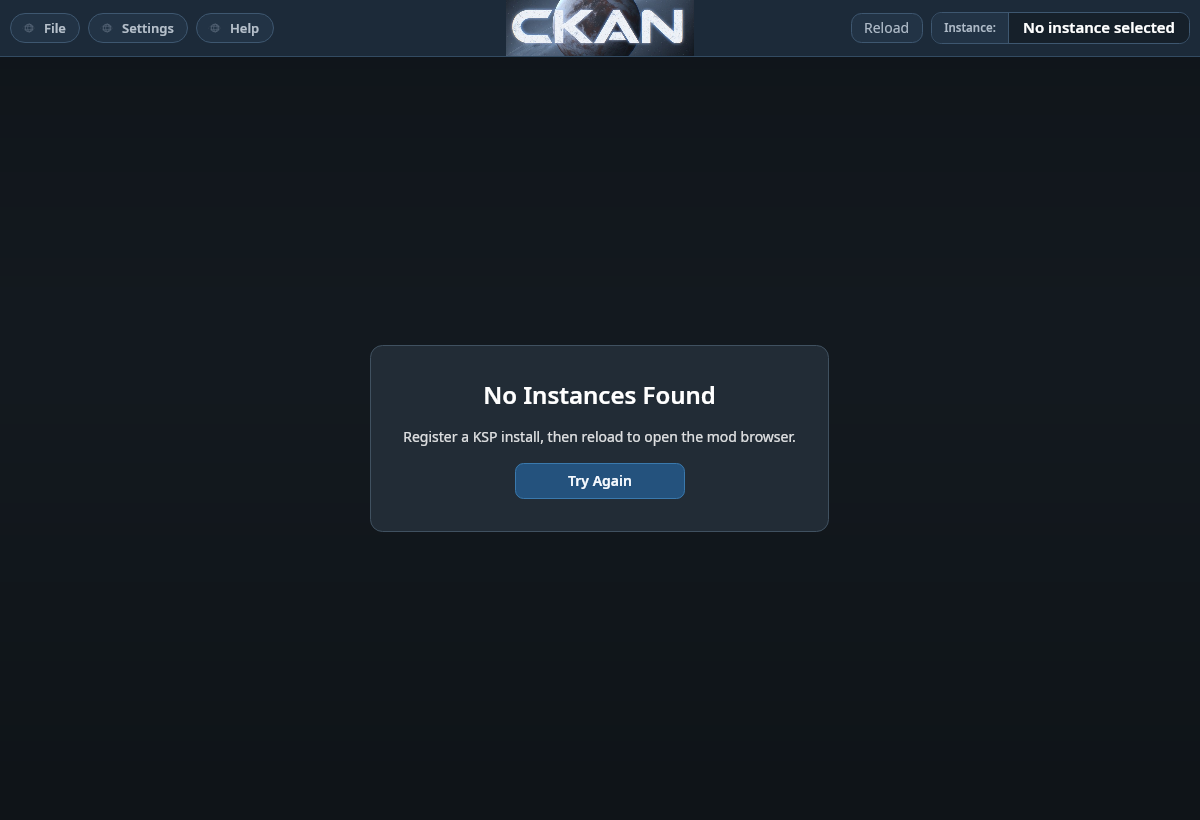 File
Settings
Help
CKAN
Reload
Instance:
No instance selected
No Instances Found
Register a KSP install, then reload to open the mod browser.
Try Again